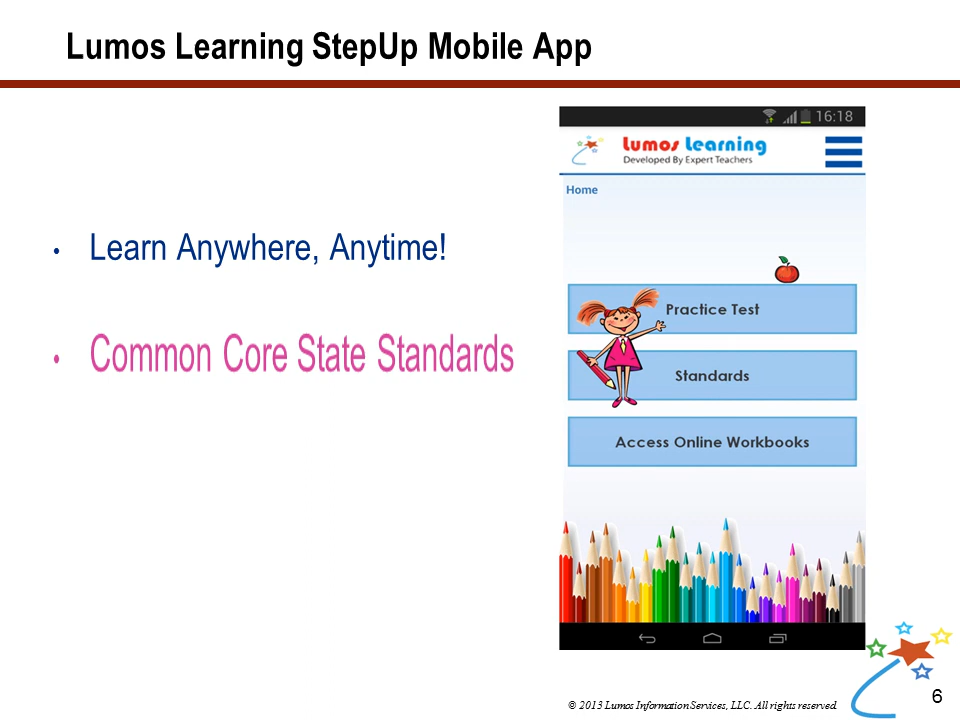 Lumos Learning StepUp Mobile App
• Learn Anywhere, Anytime!
• Common Core State Standards
16:18
Lumos Learning
Developed By Expert Teachers
Home
Practice Test
Standards
Access Online Workbooks
© 2013 Lumos Information Services, LLC. All rights reserved.
6